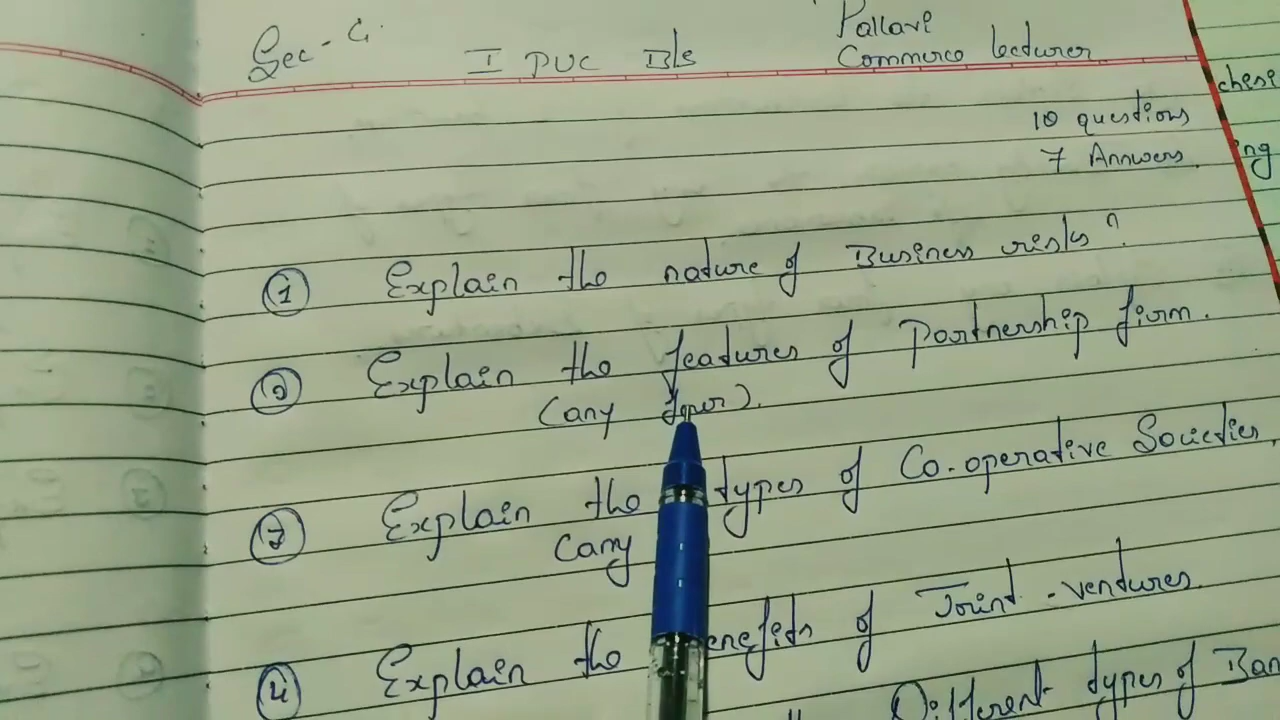 Sec - C.
I PUC B/s
Pallavi
Commerce lecturer
10 questions
7 Answers.
1 Explain the nature of Business risks?
2 Explain the features of Partnership firm.
(any four).
3 Explain the types of Co-operative Societies.
(any
4 Explain the benefits of Joint-ventures.
Different types of Ban